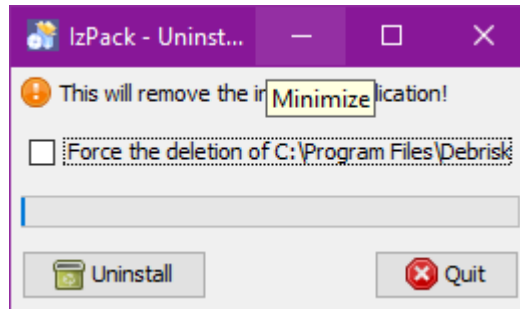 IzPack - Uninst...
This will remove the in Minimize lication!
Force the deletion of C:\Program Files\Debrisk
Uninstall
Quit